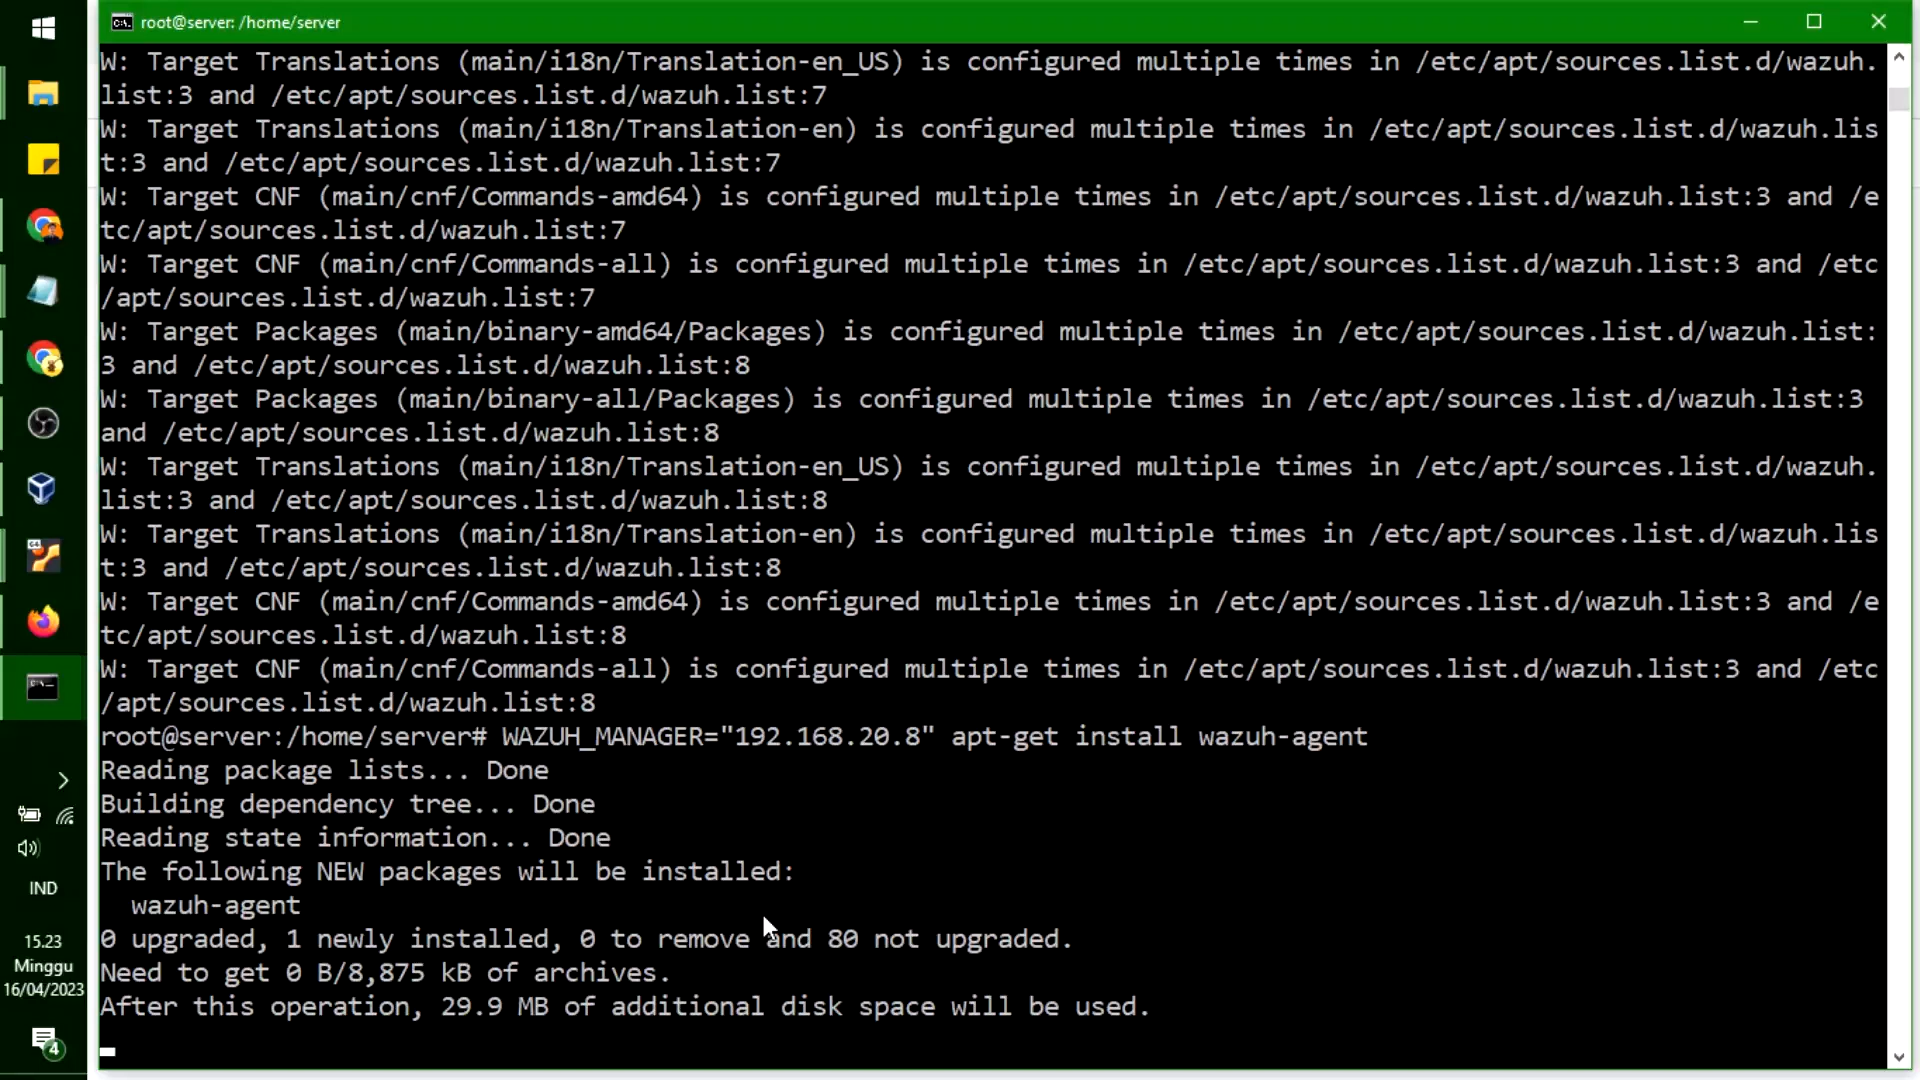 root@server: /home/server
W: Target Translations (main/i18n/Translation-en_US) is configured multiple times in /etc/apt/sources.list.d/wazuh.
list:3 and /etc/apt/sources.list.d/wazuh.list:7
W: Target Translations (main/i18n/Translation-en) is configured multiple times in /etc/apt/sources.list.d/wazuh.lis
t:3 and /etc/apt/sources.list.d/wazuh.list:7
W: Target CNF (main/cnf/Commands-amd64) is configured multiple times in /etc/apt/sources.list.d/wazuh.list:3 and /e
tc/apt/sources.list.d/wazuh.list:7
W: Target CNF (main/cnf/Commands-all) is configured multiple times in /etc/apt/sources.list.d/wazuh.list:3 and /etc
/apt/sources.list.d/wazuh.list:7
W: Target Packages (main/binary-amd64/Packages) is configured multiple times in /etc/apt/sources.list.d/wazuh.list:
3 and /etc/apt/sources.list.d/wazuh.list:8
W: Target Packages (main/binary-all/Packages) is configured multiple times in /etc/apt/sources.list.d/wazuh.list:3
and /etc/apt/sources.list.d/wazuh.list:8
W: Target Translations (main/i18n/Translation-en_US) is configured multiple times in /etc/apt/sources.list.d/wazuh.
list:3 and /etc/apt/sources.list.d/wazuh.list:8
W: Target Translations (main/i18n/Translation-en) is configured multiple times in /etc/apt/sources.list.d/wazuh.lis
t:3 and /etc/apt/sources.list.d/wazuh.list:8
W: Target CNF (main/cnf/Commands-amd64) is configured multiple times in /etc/apt/sources.list.d/wazuh.list:3 and /e
tc/apt/sources.list.d/wazuh.list:8
W: Target CNF (main/cnf/Commands-all) is configured multiple times in /etc/apt/sources.list.d/wazuh.list:3 and /etc
/apt/sources.list.d/wazuh.list:8
root@server:/home/server# WAZUH_MANAGER="192.168.20.8" apt-get install wazuh-agent
Reading package lists... Done
Building dependency tree... Done
Reading state information... Done
The following NEW packages will be installed:
  wazuh-agent
0 upgraded, 1 newly installed, 0 to remove and 80 not upgraded.
Need to get 0 B/8,875 kB of archives.
After this operation, 29.9 MB of additional disk space will be used.
IND
15.23
Minggu
16/04/2023
4